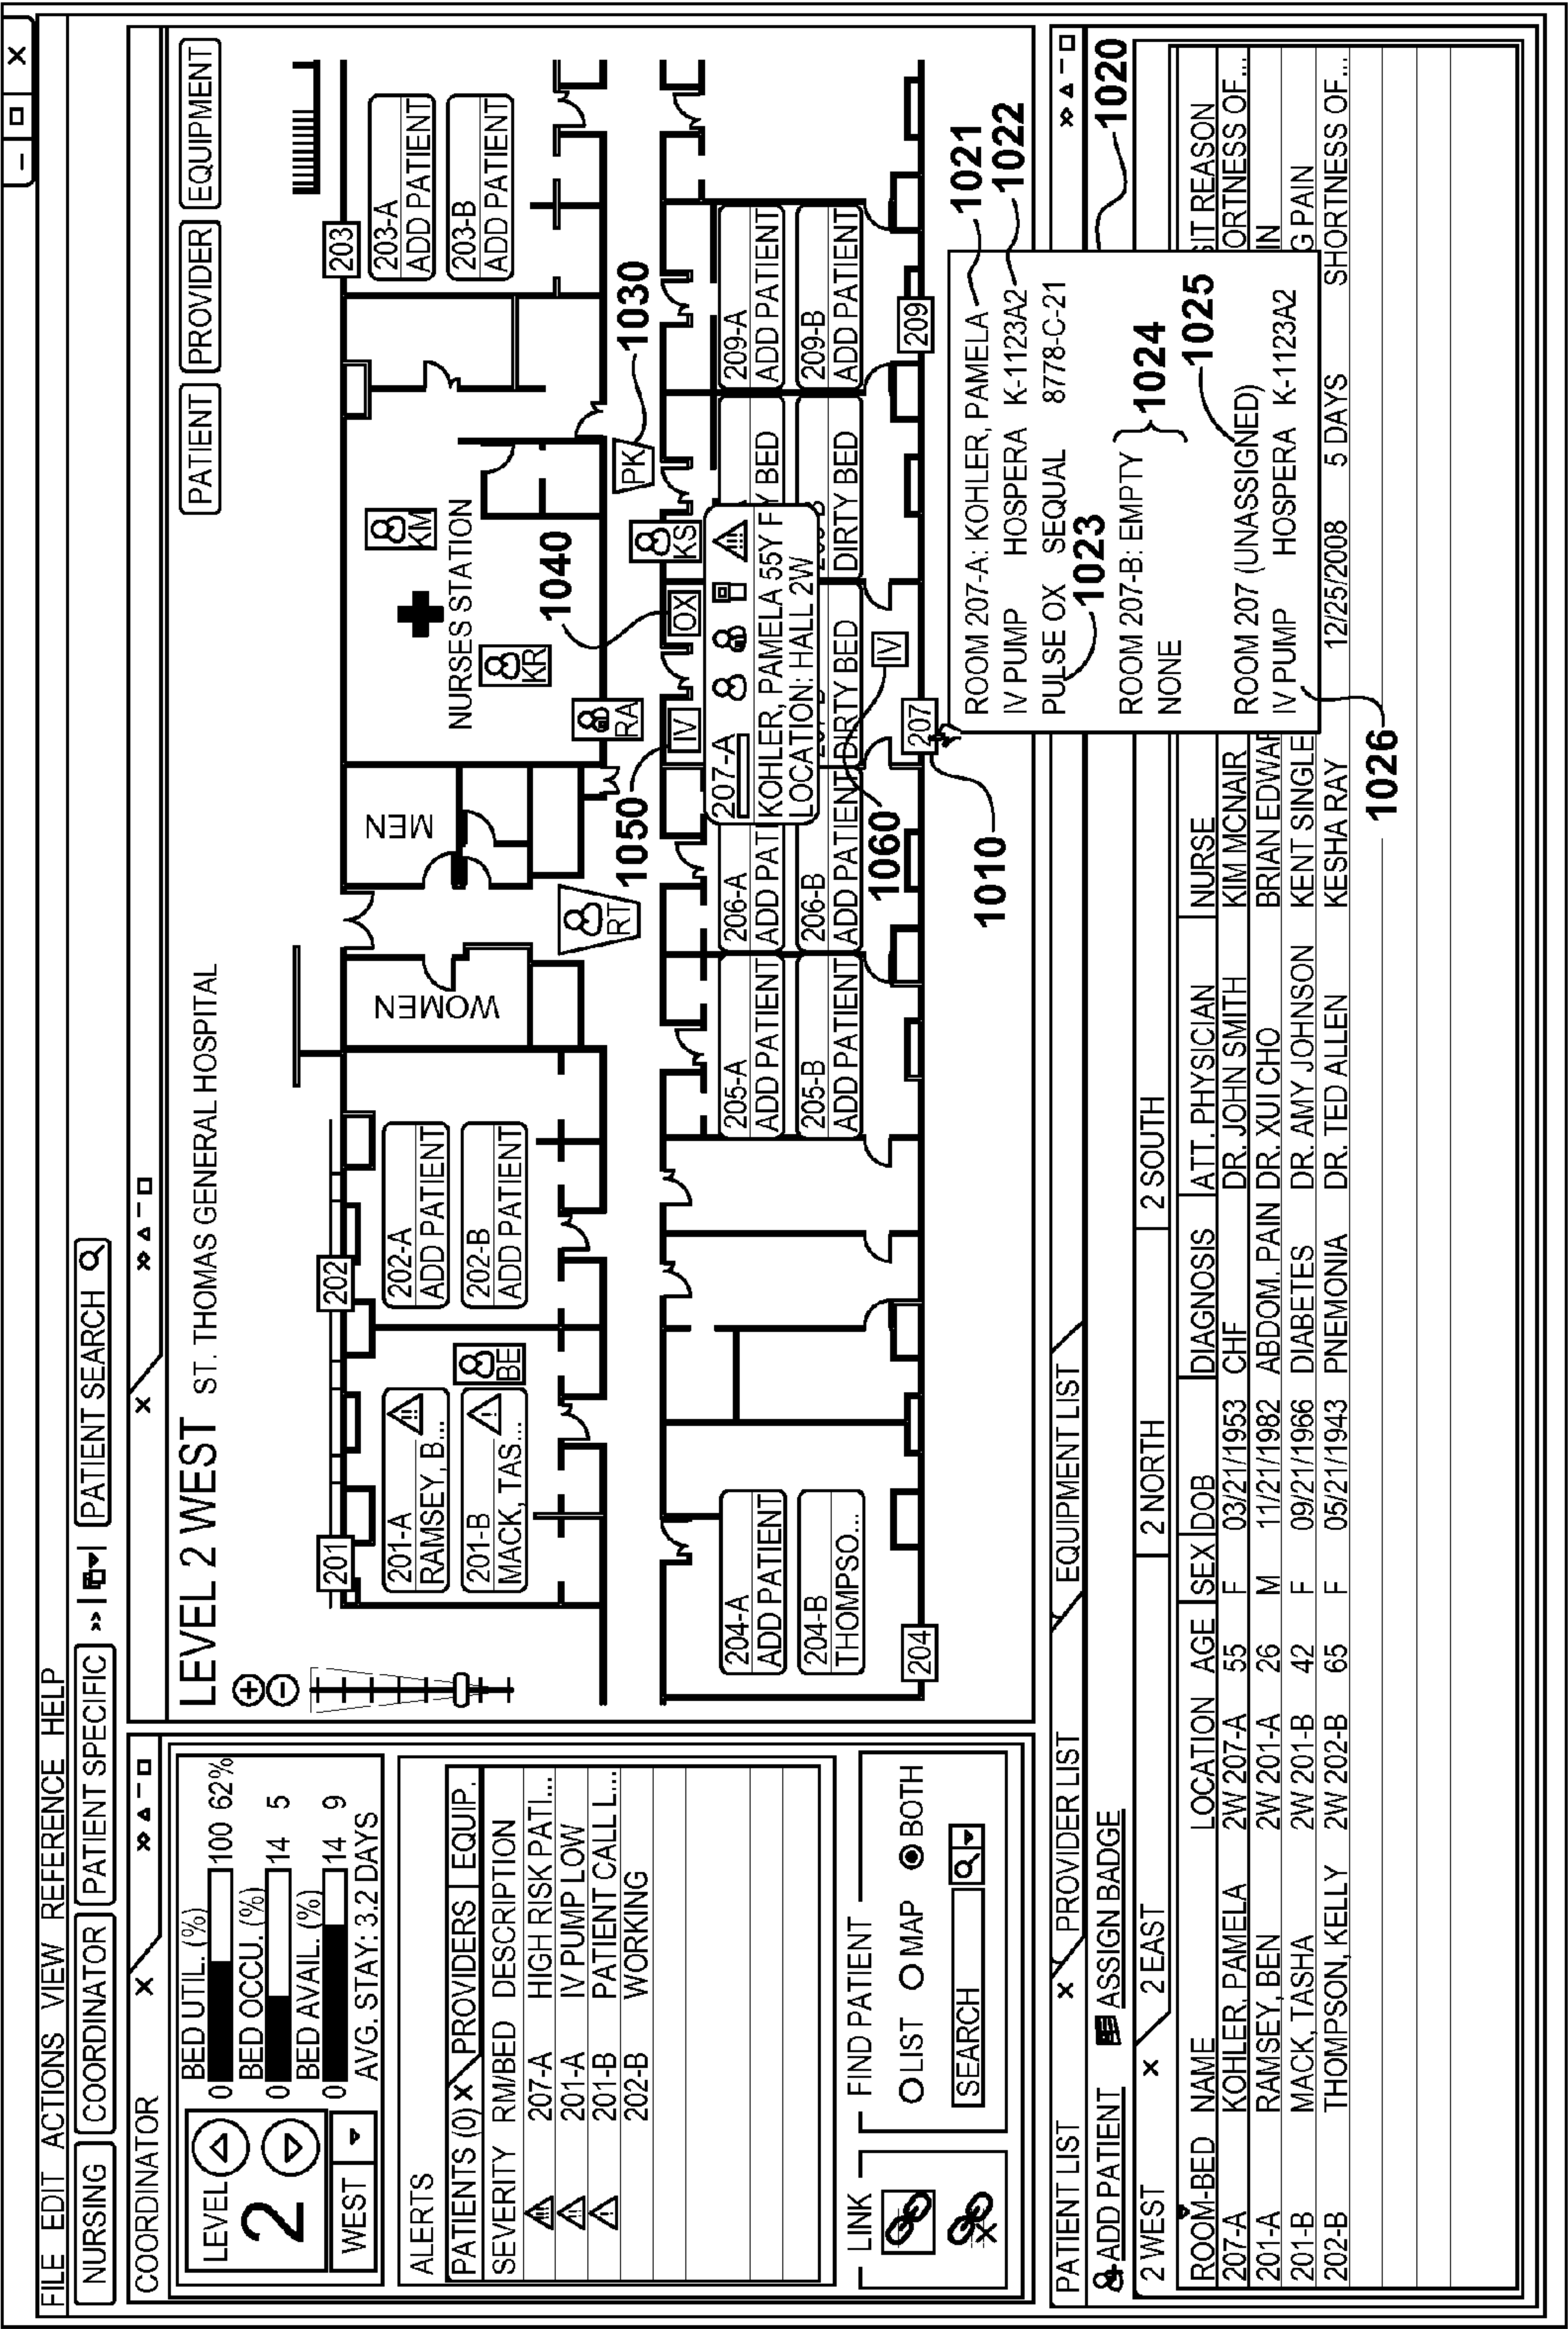 FILE EDIT ACTIONS VIEW REFERENCE HELP
NURSING COORDINATOR PATIENT SPECIFIC » PATIENT SEARCH
COORDINATOR
LEVEL
2
WEST
BED UTIL. (%)
0 100 62%
BED OCCU. (%)
0 14 5
BED AVAIL. (%)
0 14 9
AVG. STAY: 3.2 DAYS
ALERTS
PATIENTS (0) X PROVIDERS EQUIP.
SEVERITY RM/BED DESCRIPTION
207-A HIGH RISK PATI...
201-A IV PUMP LOW
201-B PATIENT CALL L...
202-B WORKING
LINK
FIND PATIENT
LIST MAP BOTH
SEARCH
LEVEL 2 WEST ST. THOMAS GENERAL HOSPITAL
PATIENT PROVIDER EQUIPMENT
201
201-A
RAMSEY, B...
201-B
MACK, TAS...
BE
202
202-A
ADD PATIENT
202-B
ADD PATIENT
WOMEN
MEN
RT
NURSES STATION
KM
KR
RA
1040
KS
PK
1030
203
203-A
ADD PATIENT
203-B
ADD PATIENT
204-A
ADD PATIENT
204-B
THOMPSO...
204
205-A
ADD PATIENT
205-B
ADD PATIENT
206-A
ADD PAT
206-B
ADD PATIENT
1050
IV
OX
207-A
KOHLER, PAMELA 55Y F
LOCATION: HALL 2W
DIRTY BED
IV
1060
207
1010
Y BED
DIRTY BED
209-A
ADD PATIENT
209-B
ADD PATIENT
209
ROOM 207-A: KOHLER, PAMELA
1021
IV PUMP HOSPERA K-1123A2
1022
PULSE OX SEQUAL 8778-C-21
1023
ROOM 207-B: EMPTY
NONE
1024
ROOM 207 (UNASSIGNED)
1025
IV PUMP HOSPERA K-1123A2
1026
1020
PATIENT LIST X PROVIDER LIST EQUIPMENT LIST
ADD PATIENT ASSIGN BADGE
2 WEST X 2 EAST 2 NORTH 2 SOUTH
ROOM-BED NAME LOCATION AGE SEX DOB DIAGNOSIS ATT. PHYSICIAN NURSE SIT REASON
207-A KOHLER, PAMELA 2W 207-A 55 F 03/21/1953 CHF DR. JOHN SMITH KIM MCNAIR ORTNESS OF...
201-A RAMSEY, BEN 2W 201-A 26 M 11/21/1982 ABDOM. PAIN DR. XUI CHO BRIAN EDWAR IN
201-B MACK, TASHA 2W 201-B 42 F 09/21/1966 DIABETES DR. AMY JOHNSON KENT SINGLE G PAIN
202-B THOMPSON, KELLY 2W 202-B 65 F 05/21/1943 PNEMONIA DR. TED ALLEN KESHA RAY 12/25/2008 5 DAYS SHORTNESS OF...